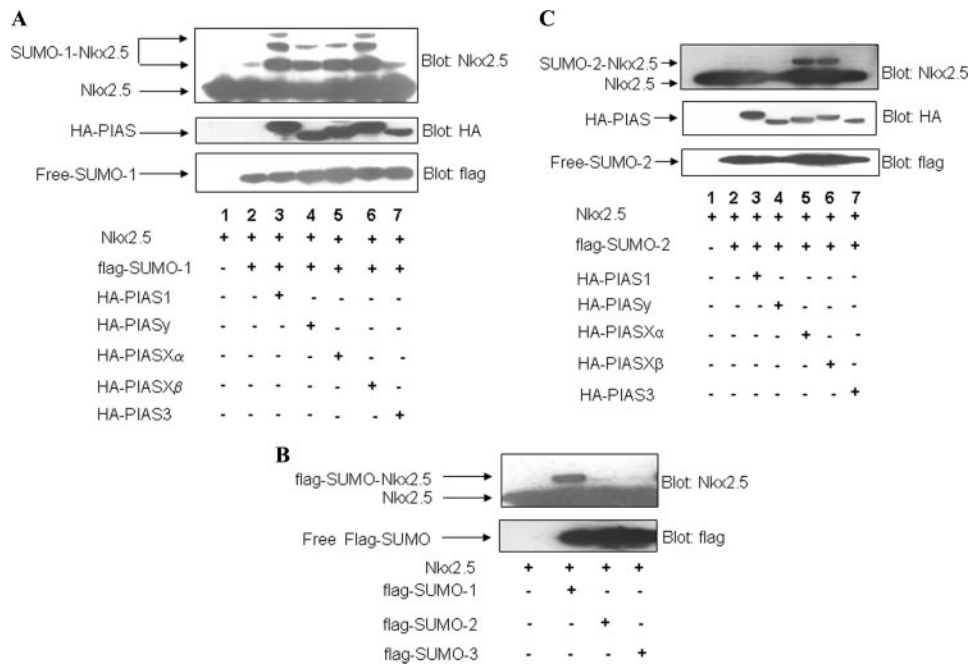 A
SUMO-1-Nkx2.5
Nkx2.5
Blot: Nkx2.5
HA-PIAS
Blot: HA
Free-SUMO-1
Blot: flag
1 2 3 4 5 6 7
Nkx2.5 + + + + + + +
flag-SUMO-1 - + + + + + +
HA-PIAS1 - - + - - - -
HA-PIASy - - - + - - -
HA-PIASXα - - - - + - -
HA-PIASXβ - - - - - + -
HA-PIAS3 - - - - - - +
C
SUMO-2-Nkx2.5
Nkx2.5
Blot: Nkx2.5
HA-PIAS
Blot: HA
Free-SUMO-2
Blot: flag
1 2 3 4 5 6 7
Nkx2.5 + + + + + + +
flag-SUMO-2 - + + + + + +
HA-PIAS1 - - + - - - -
HA-PIASy - - - + - - -
HA-PIASXα - - - - + - -
HA-PIASXβ - - - - - + -
HA-PIAS3 - - - - - - +
B
flag-SUMO-Nkx2.5
Nkx2.5
Blot: Nkx2.5
Free Flag-SUMO
Blot: flag
Nkx2.5 + + + +
flag-SUMO-1 - + - -
flag-SUMO-2 - - + -
flag-SUMO-3 - - - +